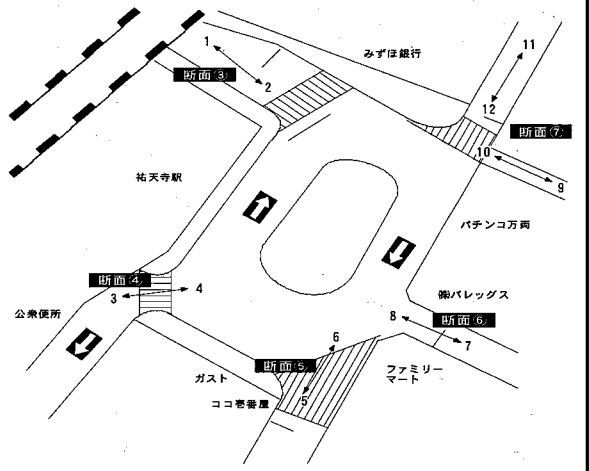 みずほ銀行
11
1
断面③
2
12
断面⑦
10
9
祐天寺駅
パチンコ万両
断面④
3
4
㈱バレッグス
公衆便所
8
断面⑥
7
6
断面⑤
ファミリー
マート
ガスト
5
ココ壱番屋